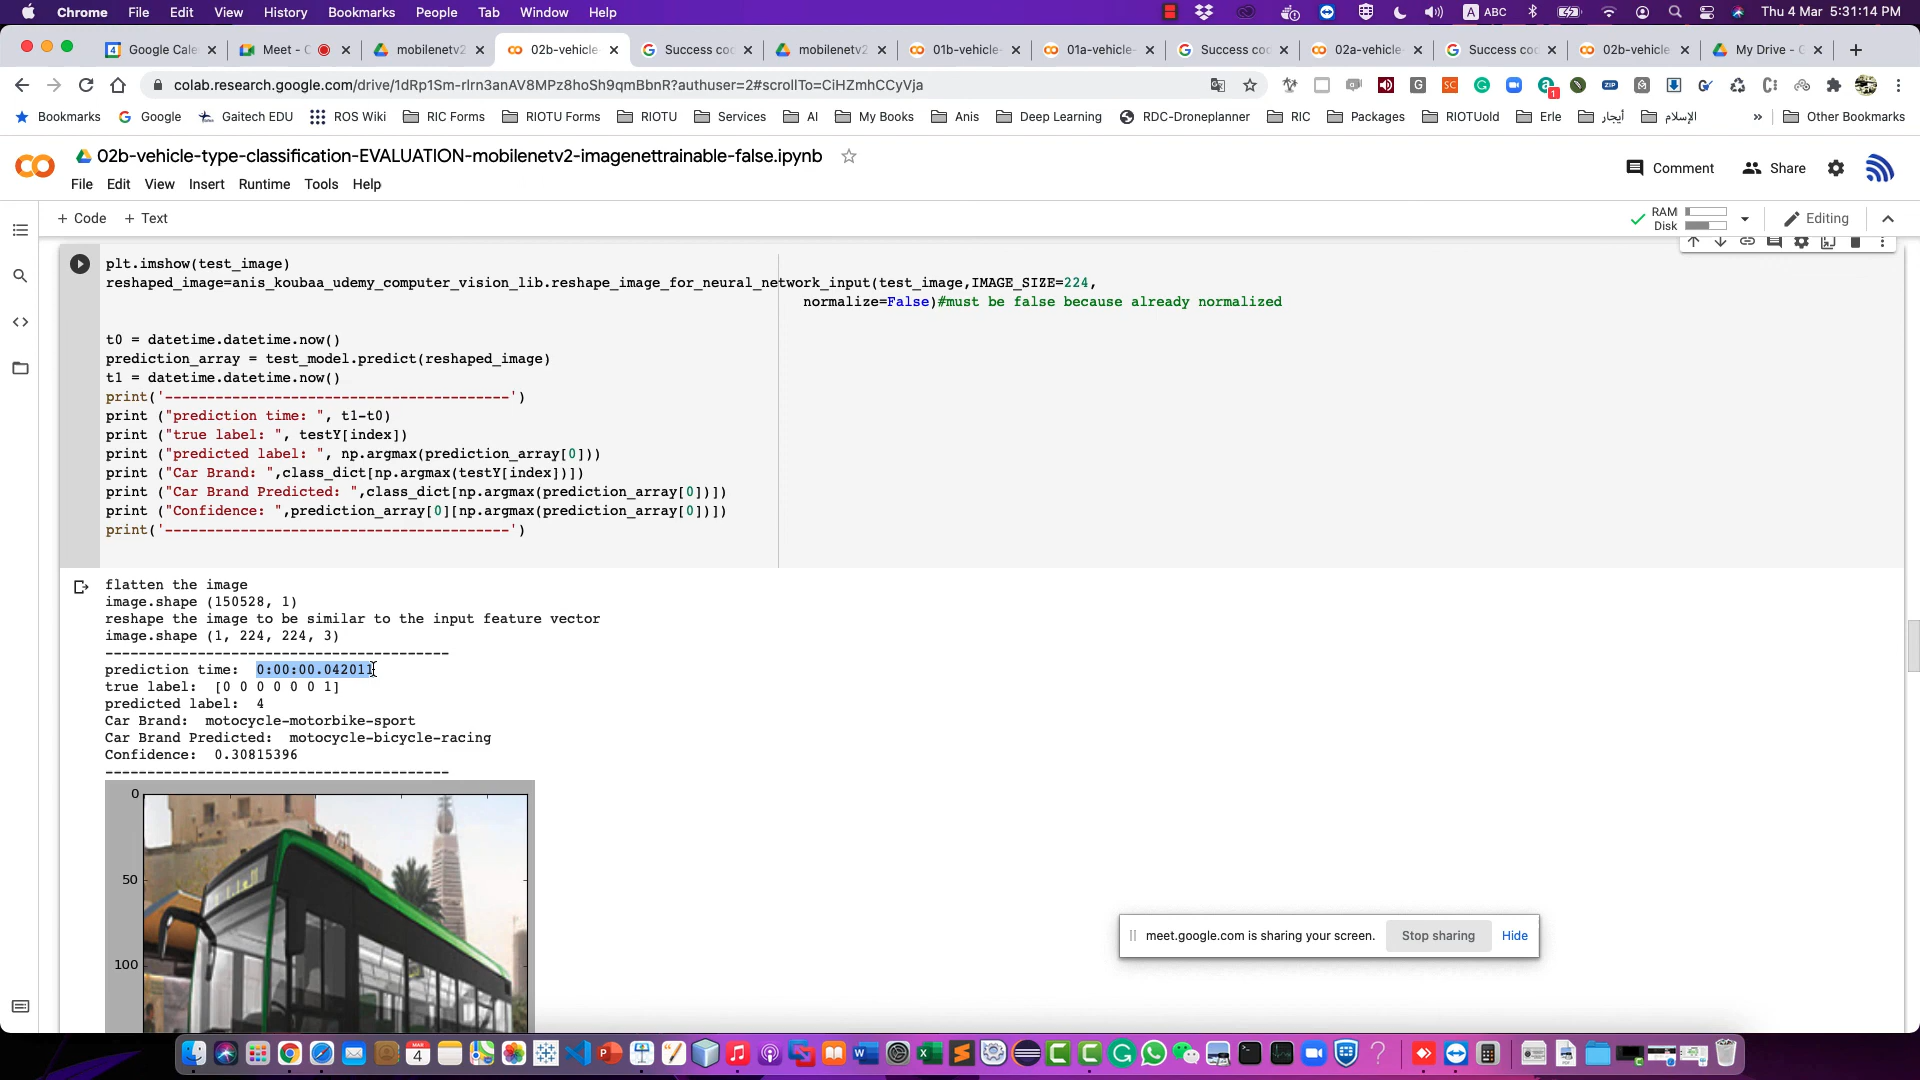 Chrome File Edit View History Bookmarks People Tab Window Help ABC Thu 4 Mar 5:31:14 PM
Google Cale Meet - G mobilenetv2 02b-vehicle Success co mobilenetv2 01b-vehicle- 01a-vehicle- Success co 02a-vehicle- Success co 02b-vehicle My Drive - G
colab.research.google.com/drive/1dRp1Sm-rlrn3anAV8MPz8hoSh9qmBbnR?authuser=2#scrollTo=CiHZmhCCyVja
Bookmarks Google Gaitech EDU ROS Wiki RIC Forms RIOTU Forms RIOTU Services AI My Books Anis Deep Learning RDC-Droneplanner RIC Packages RIOTUold Erle أيجار الإسلام » Other Bookmarks
02b-vehicle-type-classification-EVALUATION-mobilenetv2-imagenettrainable-false.ipynb
Comment Share
File Edit View Insert Runtime Tools Help
+ Code + Text
RAM
Disk
Editing
plt.imshow(test_image)
reshaped_image=anis_koubaa_udemy_computer_vision_lib.reshape_image_for_neural_network_input(test_image,IMAGE_SIZE=224,
normalize=False)#must be false because already normalized
t0 = datetime.datetime.now()
prediction_array = test_model.predict(reshaped_image)
t1 = datetime.datetime.now()
print('-----------------------------------------')
print ("prediction time: ", t1-t0)
print ("true label: ", testY[index])
print ("predicted label: ", np.argmax(prediction_array[0]))
print ("Car Brand: ",class_dict[np.argmax(testY[index])])
print ("Car Brand Predicted: ",class_dict[np.argmax(prediction_array[0])])
print ("Confidence: ",prediction_array[0][np.argmax(prediction_array[0])])
print('-----------------------------------------')
flatten the image
image.shape (150528, 1)
reshape the image to be similar to the input feature vector
image.shape (1, 224, 224, 3)
-----------------------------------------
prediction time: 0:00:00.042011
true label: [0 0 0 0 0 0 1]
predicted label: 4
Car Brand: motocycle-motorbike-sport
Car Brand Predicted: motocycle-bicycle-racing
Confidence: 0.30815396
-----------------------------------------
0
50
100
meet.google.com is sharing your screen. Stop sharing Hide